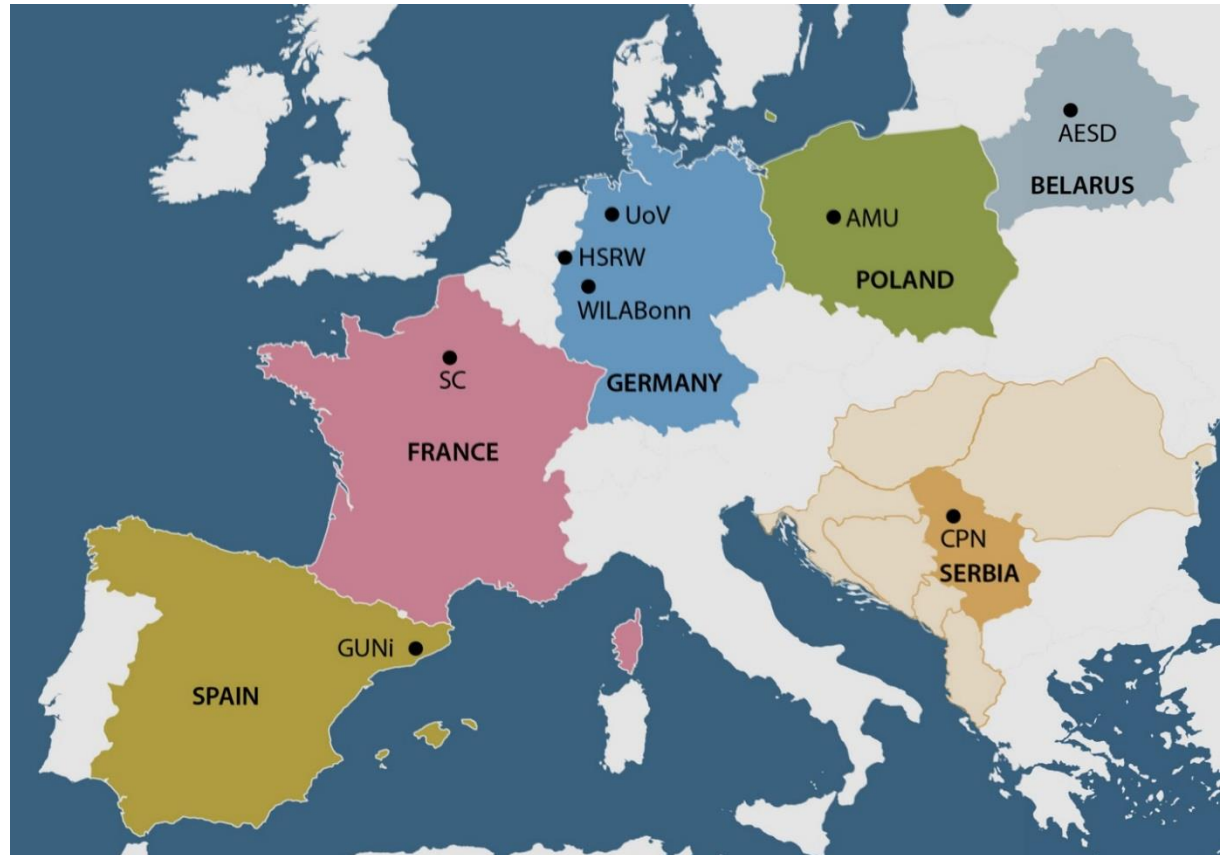 AESD
BELARUS
UoV
AMU
HSRW
POLAND
WILABonn
SC
GERMANY
FRANCE
CPN
SERBIA
GUNi
SPAIN